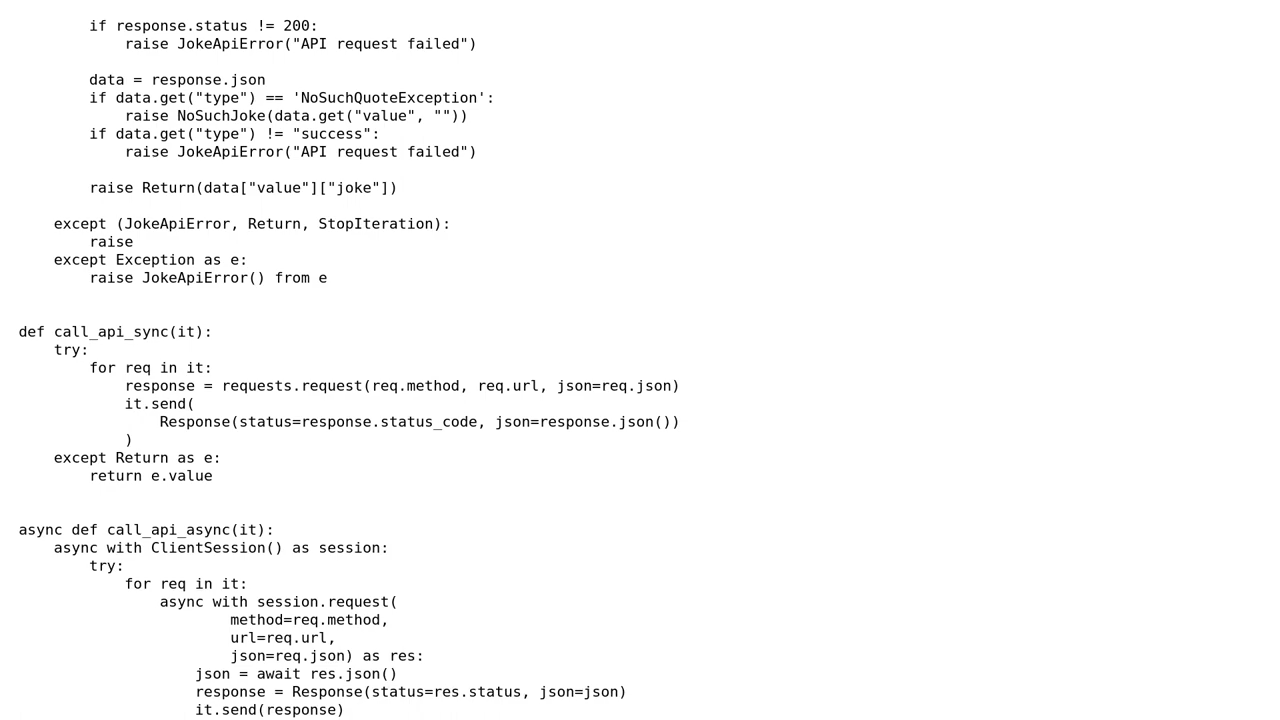 if response.status != 200:
raise JokeApiError("API request failed")
data = response.json
if data.get("type") == 'NoSuchQuoteException':
raise NoSuchJoke(data.get("value", ""))
if data.get("type") != "success":
raise JokeApiError("API request failed")
raise Return(data["value"]["joke"])
except (JokeApiError, Return, StopIteration):
raise
except Exception as e:
raise JokeApiError() from e
def call_api_sync(it):
try:
for req in it:
response = requests.request(req.method, req.url, json=req.json)
it.send(
Response(status=response.status_code, json=response.json())
)
except Return as e:
return e.value
async def call_api_async(it):
async with ClientSession() as session:
try:
for req in it:
async with session.request(
method=req.method,
url=req.url,
json=req.json) as res:
json = await res.json()
response = Response(status=res.status, json=json)
it.send(response)